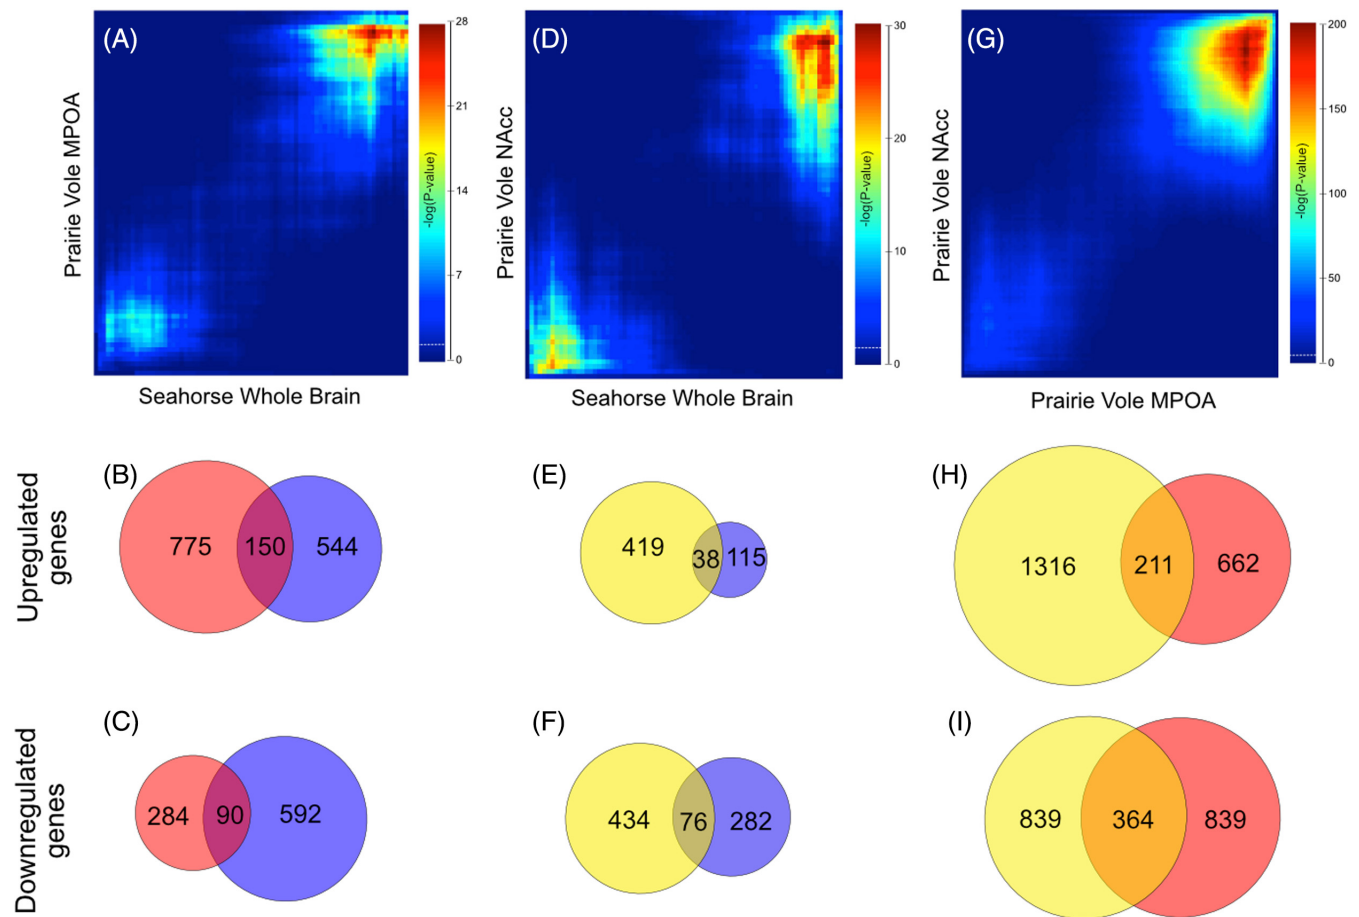 (A)
Prairie Vole MPOA
Seahorse Whole Brain
28
21
14
7
0
-log(P-value)
(D)
Prairie Vole NAcc
Seahorse Whole Brain
30
20
10
0
-log(P-value)
(G)
Prairie Vole NAcc
Prairie Vole MPOA
200
150
100
50
0
-log(P-value)
Upregulated
genes
(B)
775 150 544
(E)
419 38 115
(H)
1316 211 662
Downregulated
genes
(C)
284 90 592
(F)
434 76 282
(I)
839 364 839